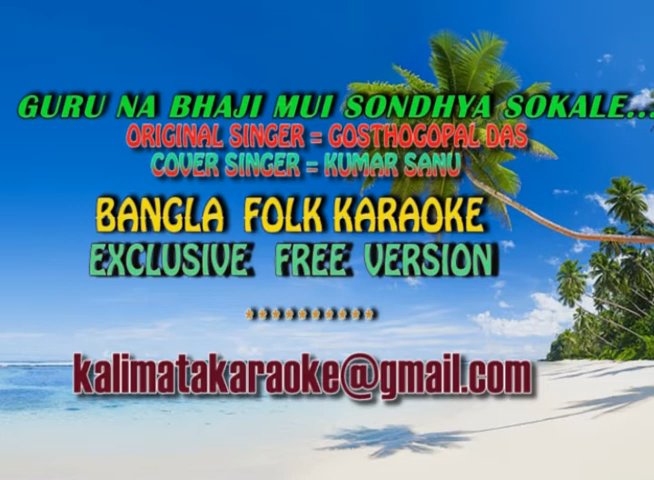 GURU NA BHAJI MUI SONDHYA SOKALE...
ORIGINAL SINGER = GOSTHOGOPAL DAS
COVER SINGER = KUMAR SANU
BANGLA FOLK KARAOKE
EXCLUSIVE FREE VERSION
**********
kalimatakaraoke@gmail.com